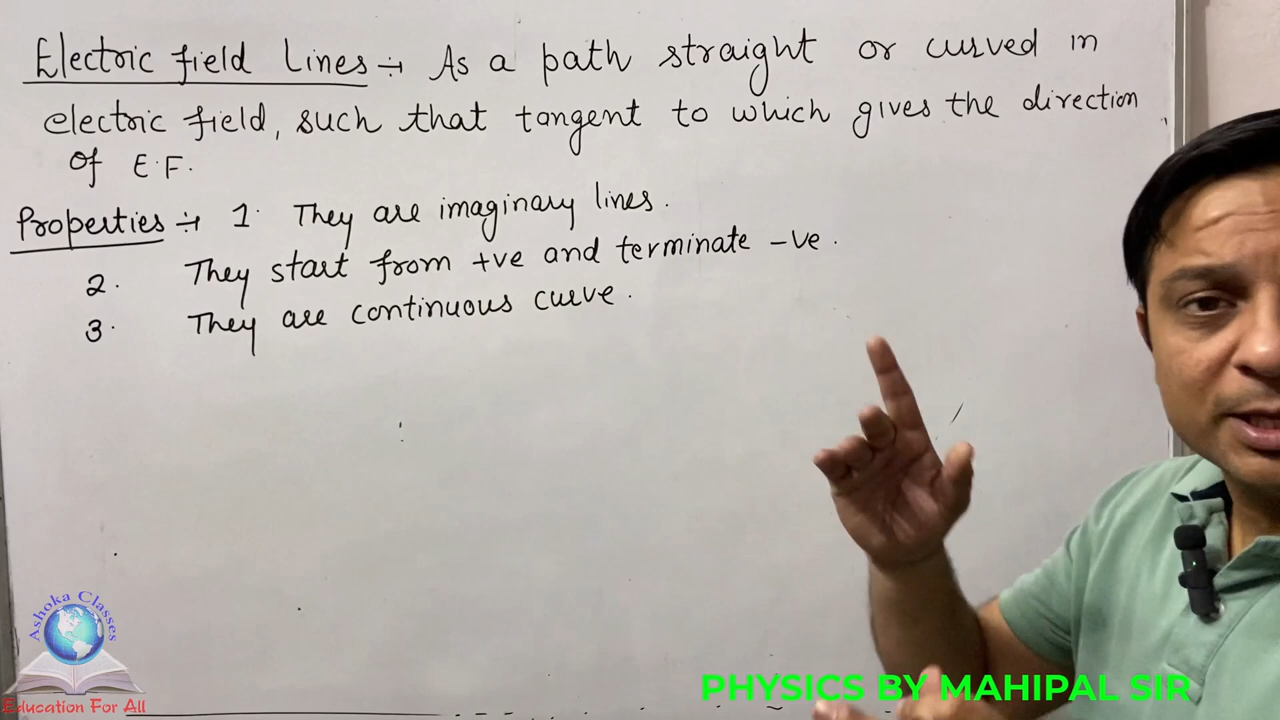 Electric field Lines :- As a path straight or curved in
electric field, such that tangent to which gives the direction
of E.F.
Properties :- 1. They are imaginary lines.
2. They start from +ve and terminate -ve.
3. They are continuous curve.
Ashoka Classes
Education For All
PHYSICS BY MAHIPAL SIR